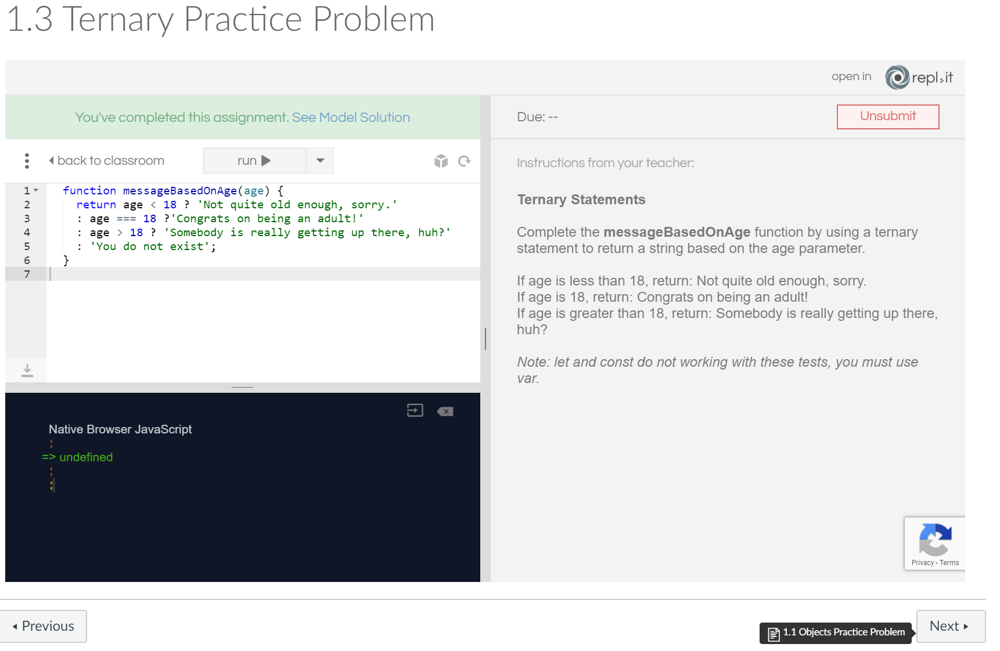 1.3 Ternary Practice Problem
open in repl.it
You've completed this assignment. See Model Solution
Due: --
Unsubmit
back to classroom
run
1 function messageBasedOnAge(age) {
2 return age < 18 ? 'Not quite old enough, sorry.'
3 : age === 18 ?'Congrats on being an adult!'
4 : age > 18 ? 'Somebody is really getting up there, huh?'
5 : 'You do not exist';
6 }
7
Native Browser JavaScript
=> undefined
Instructions from your teacher:
Ternary Statements
Complete the messageBasedOnAge function by using a ternary
statement to return a string based on the age parameter.
If age is less than 18, return: Not quite old enough, sorry.
If age is 18, return: Congrats on being an adult!
If age is greater than 18, return: Somebody is really getting up there,
huh?
Note: let and const do not working with these tests, you must use
var.
Privacy - Terms
Previous
1.1 Objects Practice Problem
Next